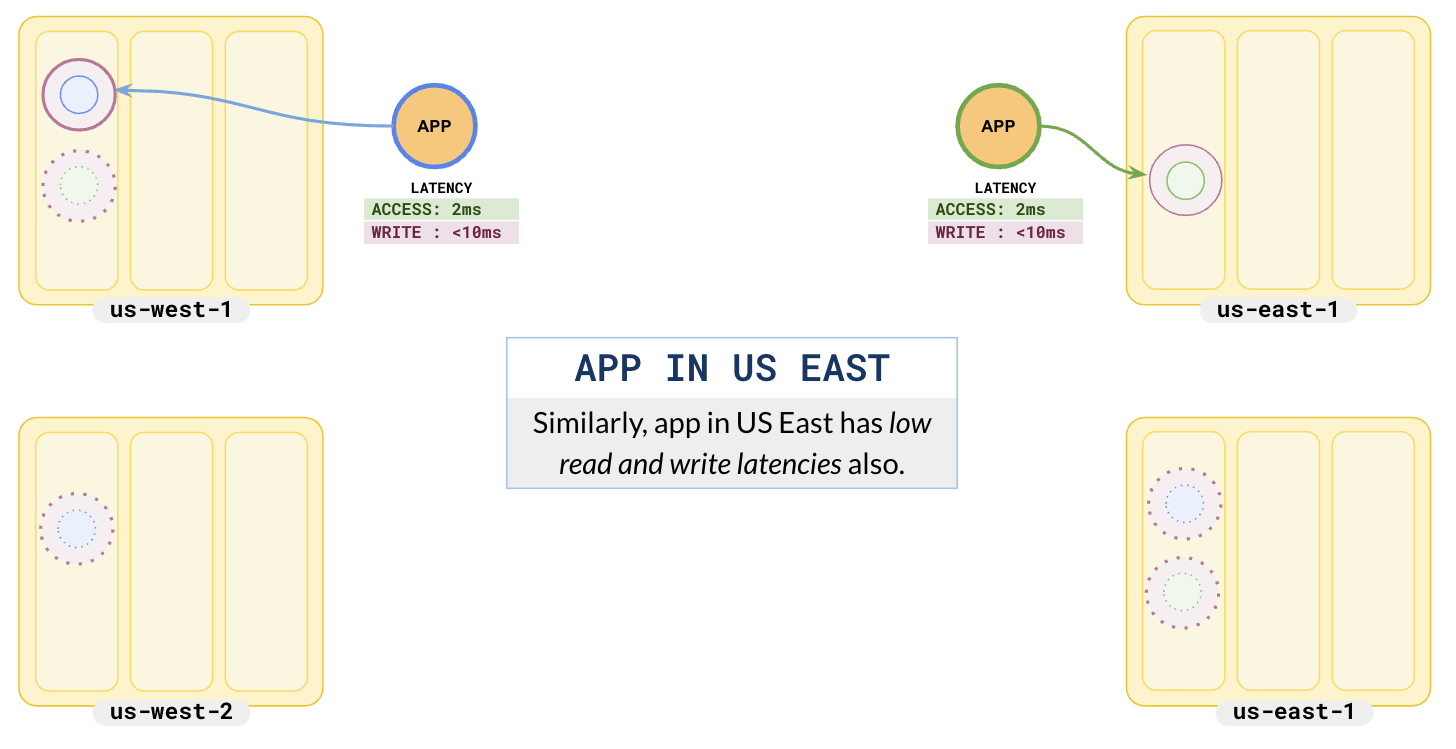 APP
APP
LATENCY
ACCESS: 2ms
WRITE : <10ms
LATENCY
ACCESS: 2ms
WRITE : <10ms
us-west-1
us-east-1
APP IN US EAST
Similarly, app in US East has low
read and write latencies also.
us-west-2
us-east-1